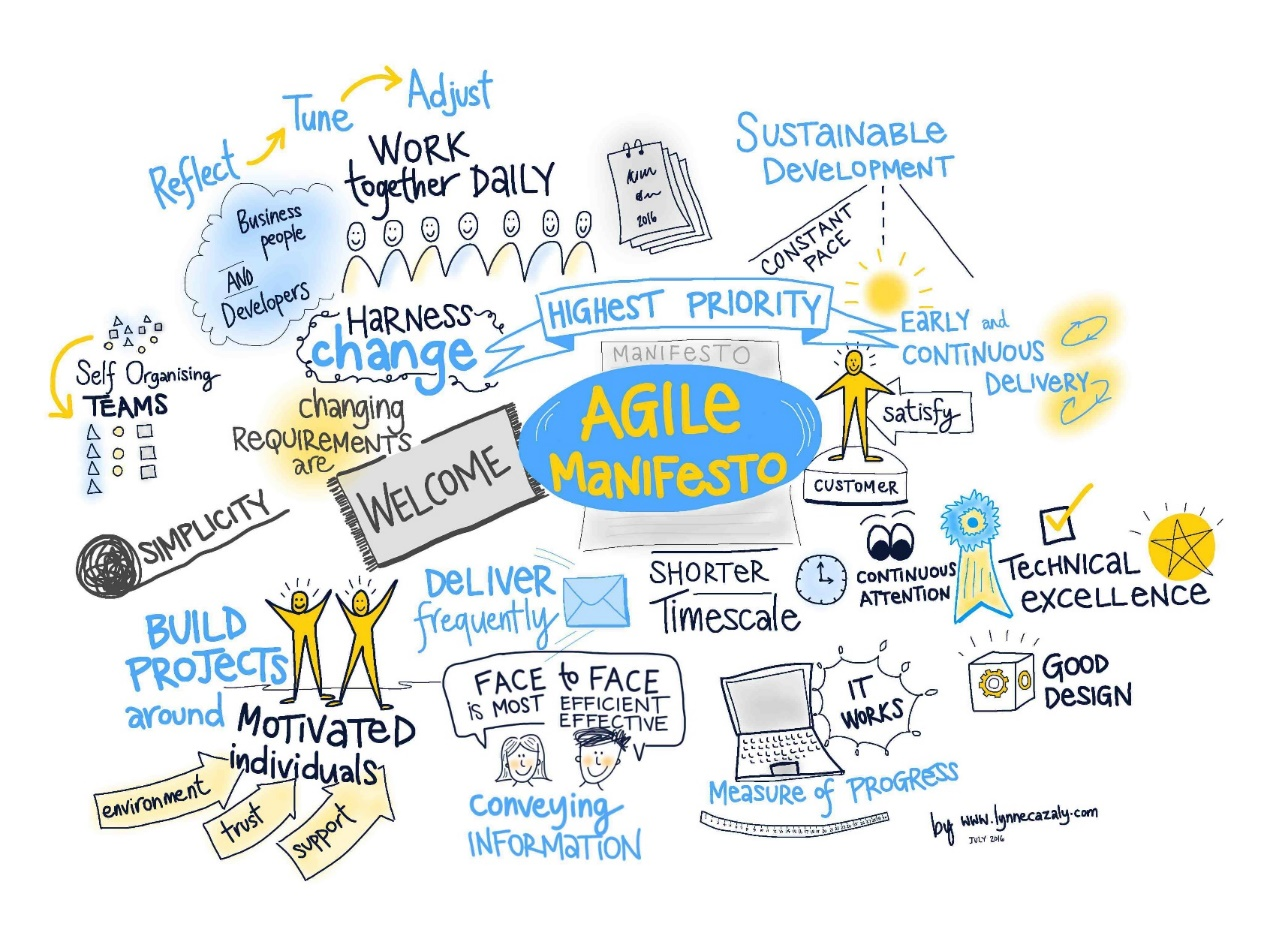 Reflect
Tune
Adjust
WORK
together DAILY
Business
people
AND
Developers
2016
SUSTAINABLE
DEVELOPMENT
CONSTANT
PACE
HIGHEST PRIORITY
EARLY and
CONTINUOUS
DELIVERY
HARNESS
change
Self Organising
TEAMS
changing
REQUIREMENTS
are
WELCOME
MANIFESTO
AGILE
MANIFESTO
satisfy
CUSTOMER
SIMPLICITY
DELIVER
frequently
SHORTER
Timescale
CONTINUOUS
ATTENTION
TECHNICAL
excellence
GOOD
DESIGN
BUILD
PROJECTS
around
MOTIVATED
individuals
environment
trust
support
FACE to FACE
is MOST EFFICIENT
EFFECTIVE
Conveying
INFORMATION
IT
WORKS
Measure of PROGRESS
by www.lynnecazaly.com
JULY 2016